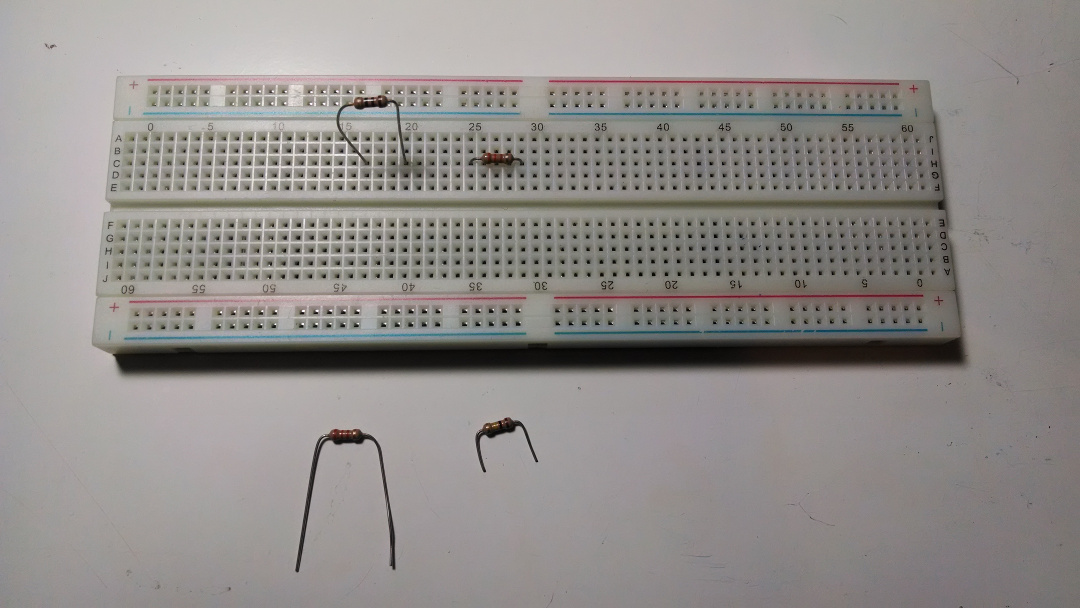 + +
- -
0 5 10 15 20 25 30 35 40 45 50 55 60
A J
B I
C H
D G
E F
F E
G D
H C
I B
J A
60 55 50 45 40 35 30 25 20 15 10 5 0
+ +
- -